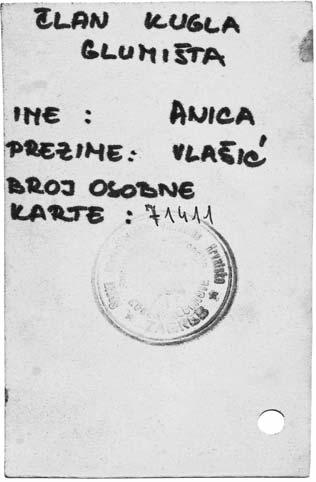 ČLAN KUGLA
GLUMIŠTA
IME : ANICA
PREZIME: VLAŠIĆ
BROJ OSOBNE
KARTE : 71411
ZAGREB